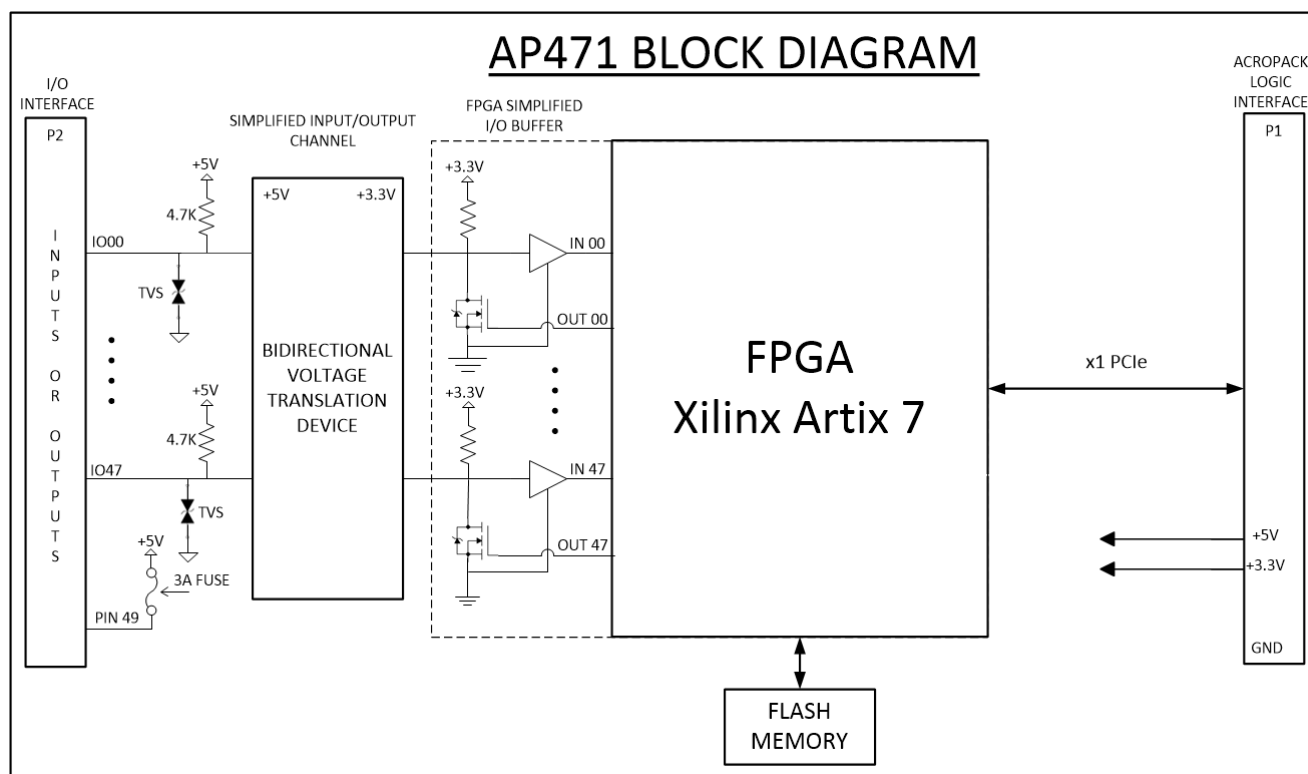 AP471 BLOCK DIAGRAM
I/O
INTERFACE
P2
INPUTS OR OUTPUTS
IO00
IO47
PIN 49
+5V
4.7K
TVS
+5V
4.7K
TVS
+5V
3A FUSE
SIMPLIFIED INPUT/OUTPUT
CHANNEL
+5V
+3.3V
BIDIRECTIONAL
VOLTAGE
TRANSLATION
DEVICE
FPGA SIMPLIFIED
I/O BUFFER
+3.3V
IN 00
OUT 00
+3.3V
IN 47
OUT 47
FPGA
Xilinx Artix 7
FLASH
MEMORY
x1 PCIe
ACROPACK
LOGIC
INTERFACE
P1
+5V
+3.3V
GND